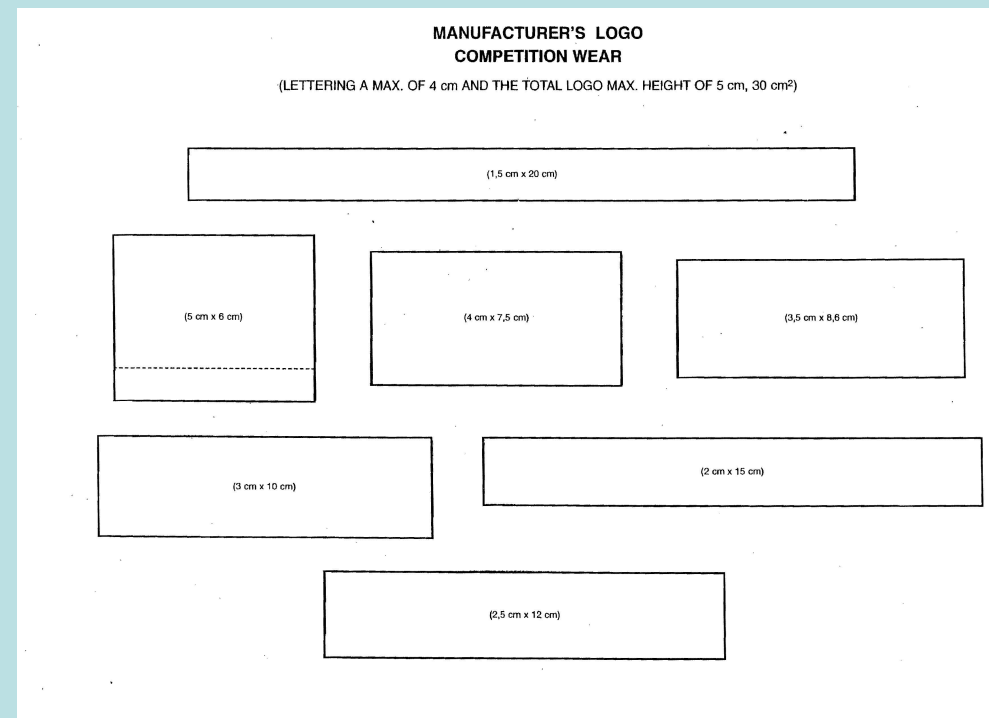 MANUFACTURER'S LOGO
COMPETITION WEAR
(LETTERING A MAX. OF 4 cm AND THE TOTAL LOGO MAX. HEIGHT OF 5 cm, 30 cm²)
(1,5 cm x 20 cm)
(5 cm x 6 cm)
(4 cm x 7,5 cm)
(3,5 cm x 8,6 cm)
(3 cm x 10 cm)
(2 cm x 15 cm)
(2,5 cm x 12 cm)